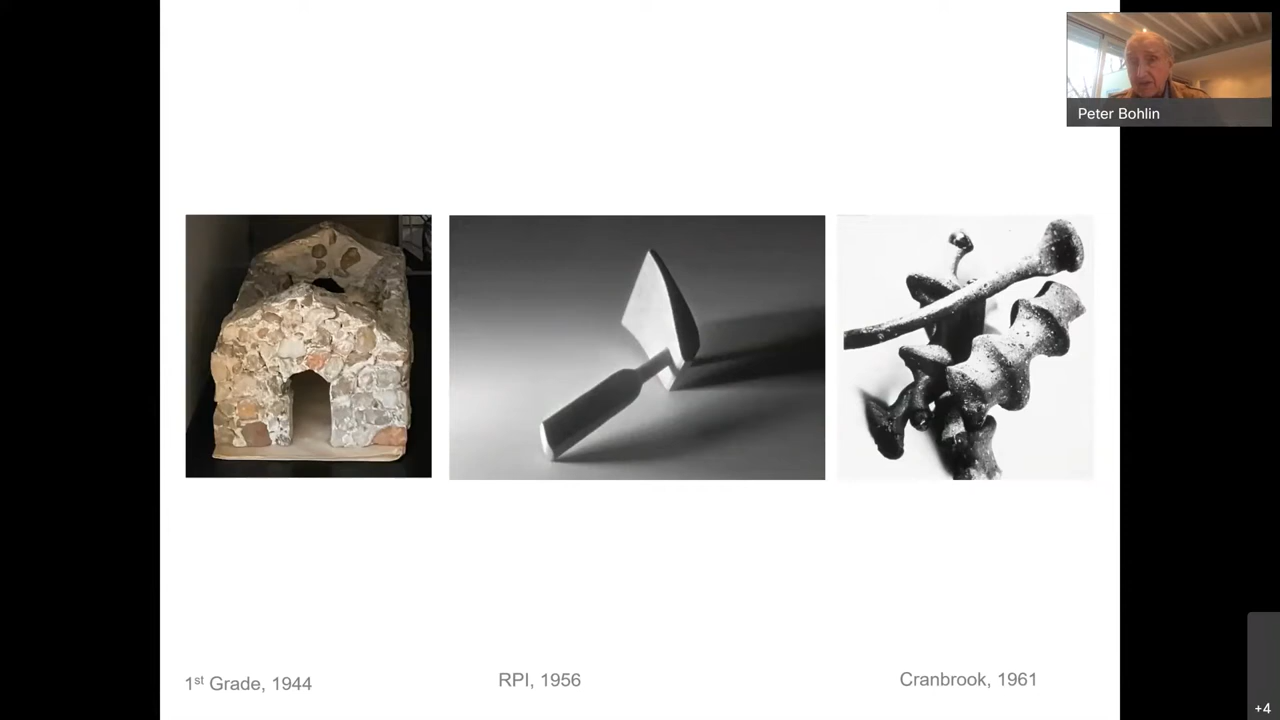 Peter Bohlin
1st Grade, 1944
RPI, 1956
Cranbrook, 1961
+4